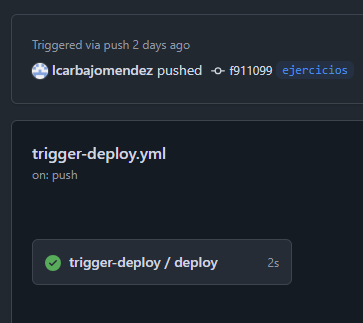 Triggered via push 2 days ago
lcarbajomendez pushed f911099 ejercicios
trigger-deploy.yml
on: push
trigger-deploy / deploy 2s